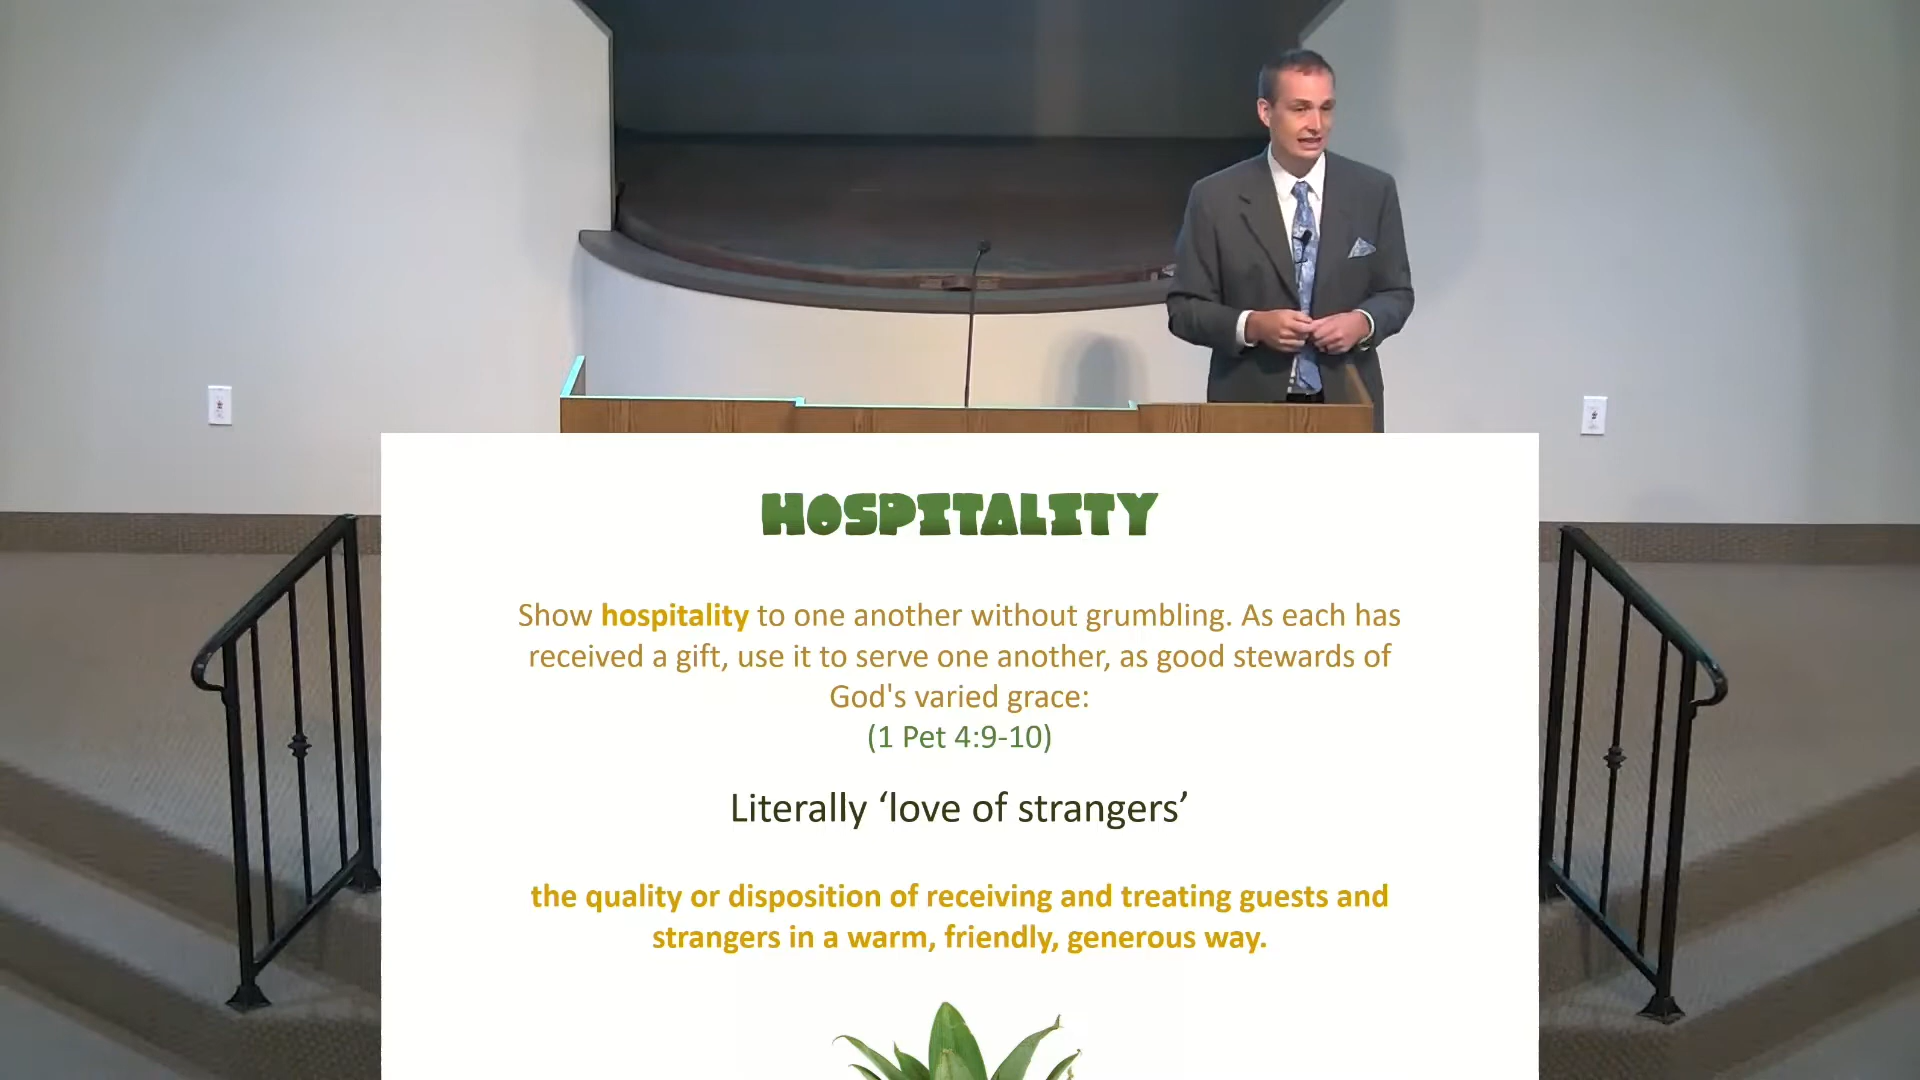 HOSPITALITY
Show hospitality to one another without grumbling. As each has
received a gift, use it to serve one another, as good stewards of
God's varied grace:
(1 Pet 4:9-10)
Literally ‘love of strangers’
the quality or disposition of receiving and treating guests and
strangers in a warm, friendly, generous way.